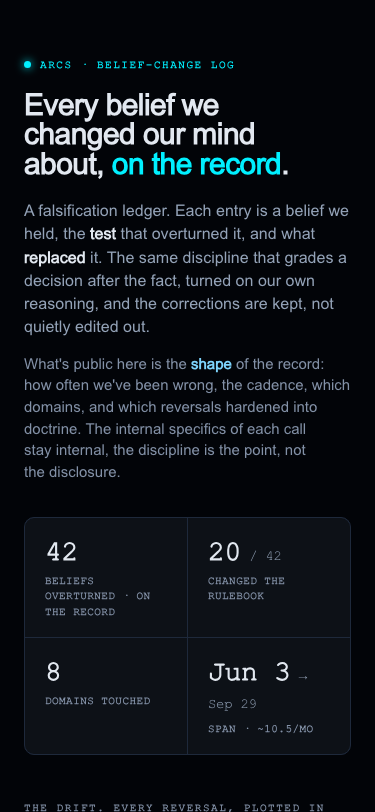 ARCS · BELIEF-CHANGE LOG
Every belief we
changed our mind
about, on the record.
A falsification ledger. Each entry is a belief we
held, the test that overturned it, and what
replaced it. The same discipline that grades a
decision after the fact, turned on our own
reasoning, and the corrections are kept, not
quietly edited out.
What's public here is the shape of the record:
how often we've been wrong, the cadence, which
domains, and which reversals hardened into
doctrine. The internal specifics of each call
stay internal, the discipline is the point, not
the disclosure.
42
BELIEFS
OVERTURNED · ON
THE RECORD
20 / 42
CHANGED THE
RULEBOOK
8
DOMAINS TOUCHED
Jun 3 →
Sep 29
SPAN · ~10.5/MO
THE DRIFT. EVERY REVERSAL, PLOTTED IN